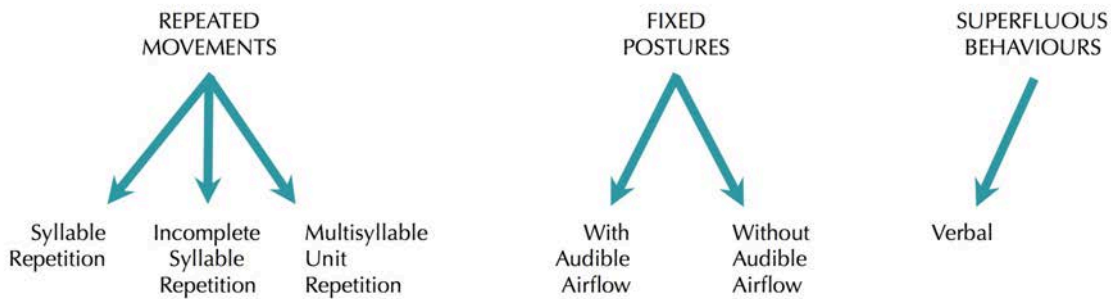 REPEATED
MOVEMENTS
FIXED
POSTURES
SUPERFLUOUS
BEHAVIOURS
Syllable
Repetition
Incomplete
Syllable
Repetition
Multisyllable
Unit
Repetition
With
Audible
Airflow
Without
Audible
Airflow
Verbal